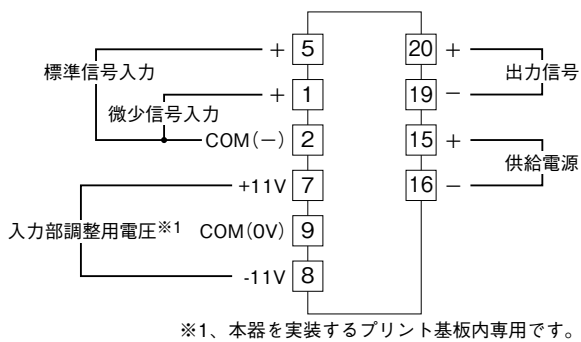 + 5
標準信号入力
+ 1
微少信号入力
COM(−) 2
+11V 7
入力部調整用電圧※1 COM(0V) 9
-11V 8
20 +
出力信号
19 −
15 +
供給電源
16 −
※1、本器を実装するプリント基板内専用です。